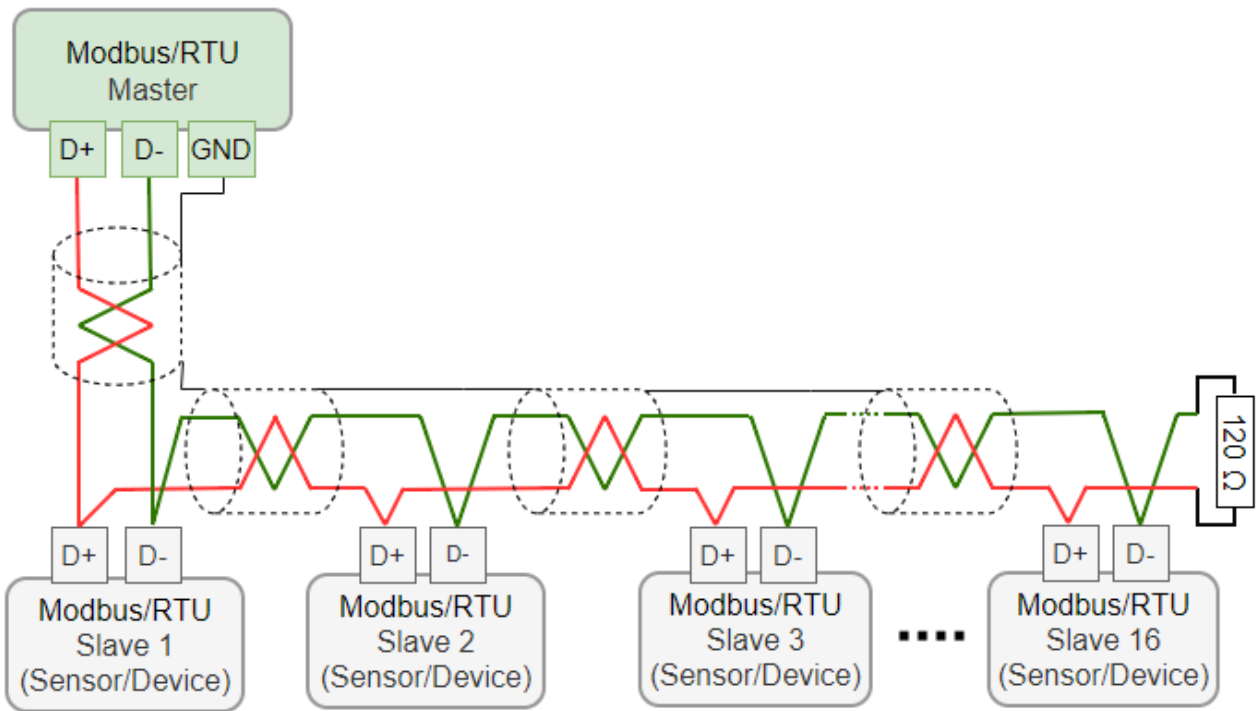 Modbus/RTU
Master
D+ D- GND
120 Ω
D+ D- D+ D- D+ D- D+ D-
Modbus/RTU
Slave 1
(Sensor/Device)
Modbus/RTU
Slave 2
(Sensor/Device)
Modbus/RTU
Slave 3
(Sensor/Device)
Modbus/RTU
Slave 16
(Sensor/Device)